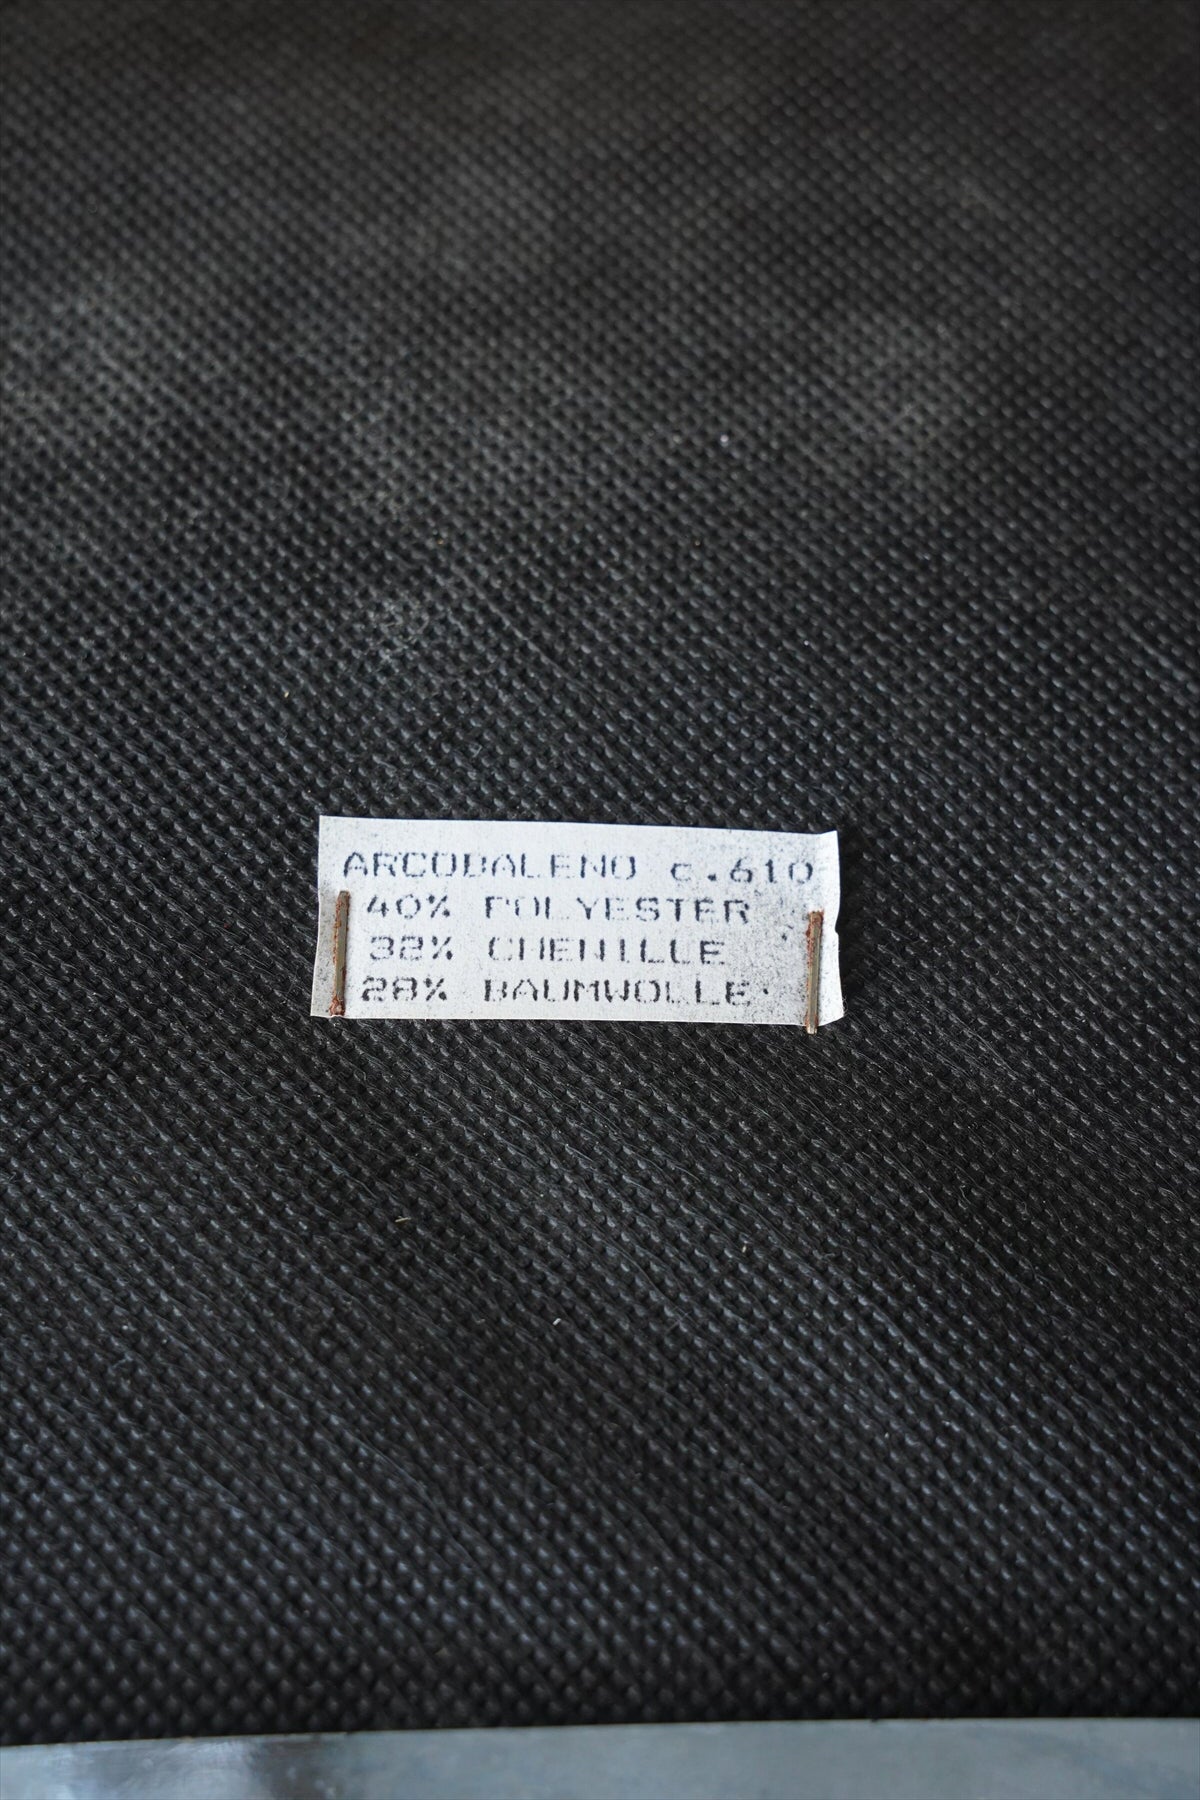 ARCOBALENO c.610
40% POLYESTER
32% CHENILLE
28% BAUMWOLLE